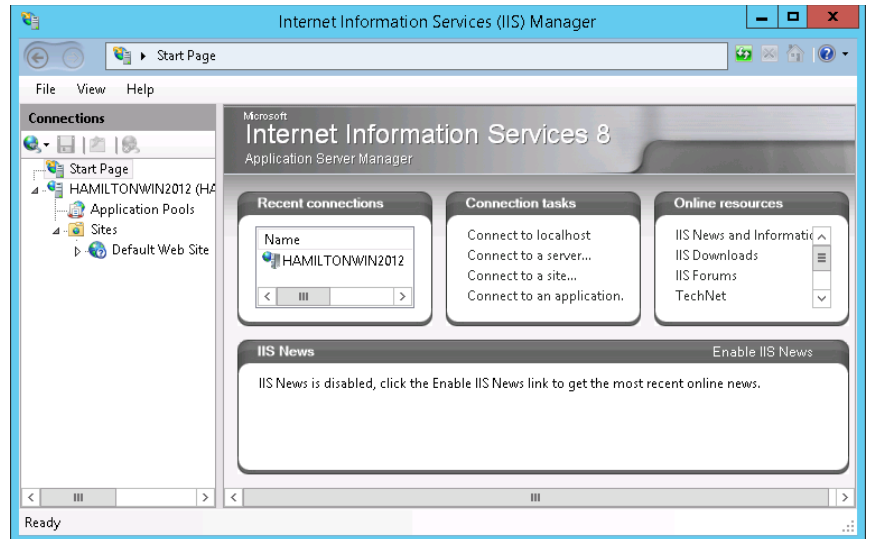 Internet Information Services (IIS) Manager
Start Page
File View Help
Connections
Start Page
HAMILTONWIN2012 (HA
Application Pools
Sites
Default Web Site
Microsoft
Internet Information Services 8
Application Server Manager
Recent connections
Name
HAMILTONWIN2012
Connection tasks
Connect to localhost
Connect to a server...
Connect to a site...
Connect to an application.
Online resources
IIS News and Informatic
IIS Downloads
IIS Forums
TechNet
IIS News Enable IIS News
IIS News is disabled, click the Enable IIS News link to get the most recent online news.
Ready